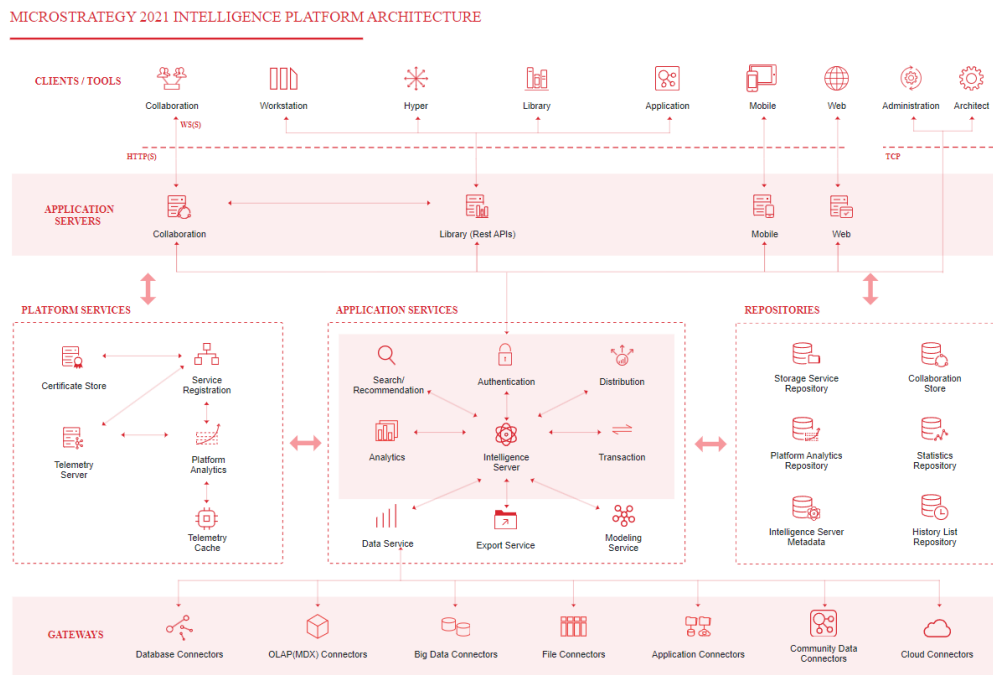 MICROSTRATEGY 2021 INTELLIGENCE PLATFORM ARCHITECTURE
CLIENTS / TOOLS
Collaboration
Workstation
Hyper
Library
Application
Mobile
Web
Administration
Architect
WS(S)
HTTP(S)
TCP
APPLICATION
SERVERS
Collaboration
Library (Rest APIs)
Mobile
Web
PLATFORM SERVICES
Certificate Store
Service
Registration
Telemetry
Server
Platform
Analytics
Telemetry
Cache
APPLICATION SERVICES
Search/
Recommendation
Authentication
Distribution
Analytics
Intelligence
Server
Transaction
Data Service
Export Service
Modeling
Service
REPOSITORIES
Storage Service
Repository
Collaboration
Store
Platform Analytics
Repository
Statistics
Repository
Intelligence Server
Metadata
History List
Repository
GATEWAYS
Database Connectors
OLAP(MDX) Connectors
Big Data Connectors
File Connectors
Application Connectors
Community Data
Connectors
Cloud Connectors